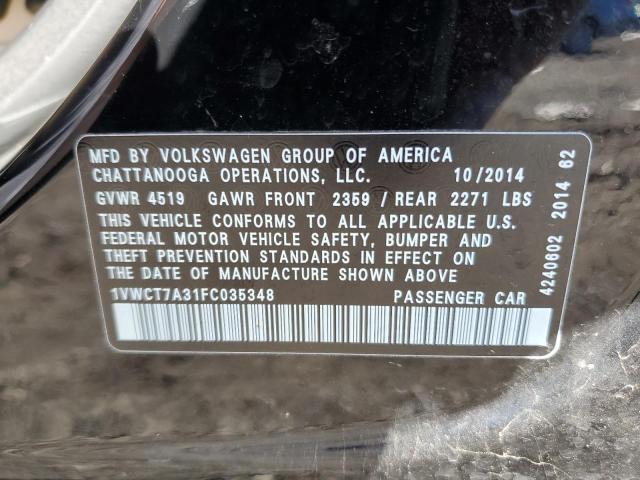 MFD BY VOLKSWAGEN GROUP OF AMERICA
CHATTANOOGA OPERATIONS, LLC. 10/2014
GVWR 4519 GAWR FRONT 2359 / REAR 2271 LBS
THIS VEHICLE CONFORMS TO ALL APPLICABLE U.S.
FEDERAL MOTOR VEHICLE SAFETY, BUMPER AND
THEFT PREVENTION STANDARDS IN EFFECT ON
THE DATE OF MANUFACTURE SHOWN ABOVE
1VWCT7A31FC035348 PASSENGER CAR
4240602 2014 62